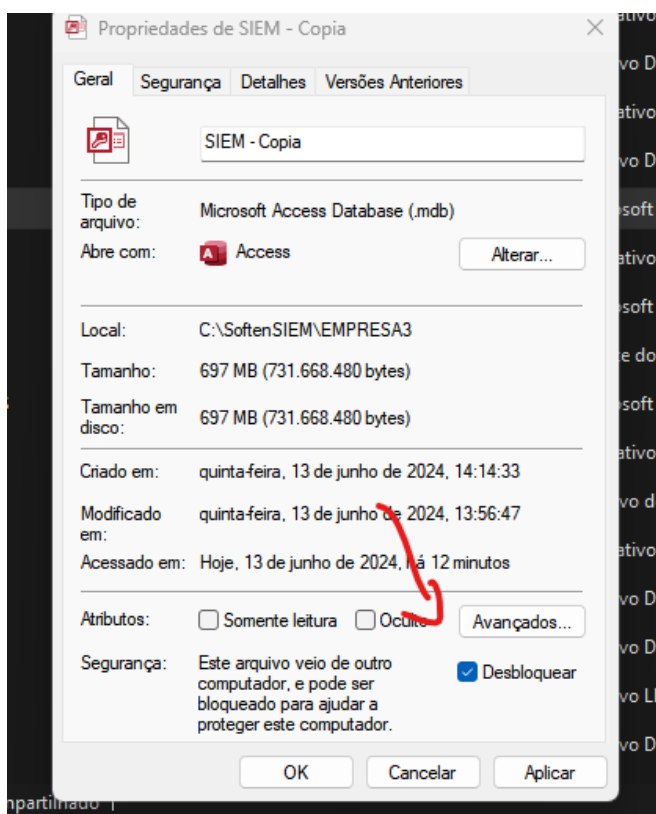 Propriedades de SIEM - Copia
Geral Segurança Detalhes Versões Anteriores
SIEM - Copia
Tipo de arquivo: Microsoft Access Database (.mdb)
Abre com: Access Alterar...
Local: C:\SoftenSIEM\EMPRESA3
Tamanho: 697 MB (731.668.480 bytes)
Tamanho em disco: 697 MB (731.668.480 bytes)
Criado em: quinta-feira, 13 de junho de 2024, 14:14:33
Modificado em: quinta-feira, 13 de junho de 2024, 13:56:47
Acessado em: Hoje, 13 de junho de 2024, há 12 minutos
Atributos: Somente leitura Oculto Avançados...
Segurança: Este arquivo veio de outro
computador, e pode ser
bloqueado para ajudar a
proteger este computador.
Desbloquear
OK Cancelar Aplicar